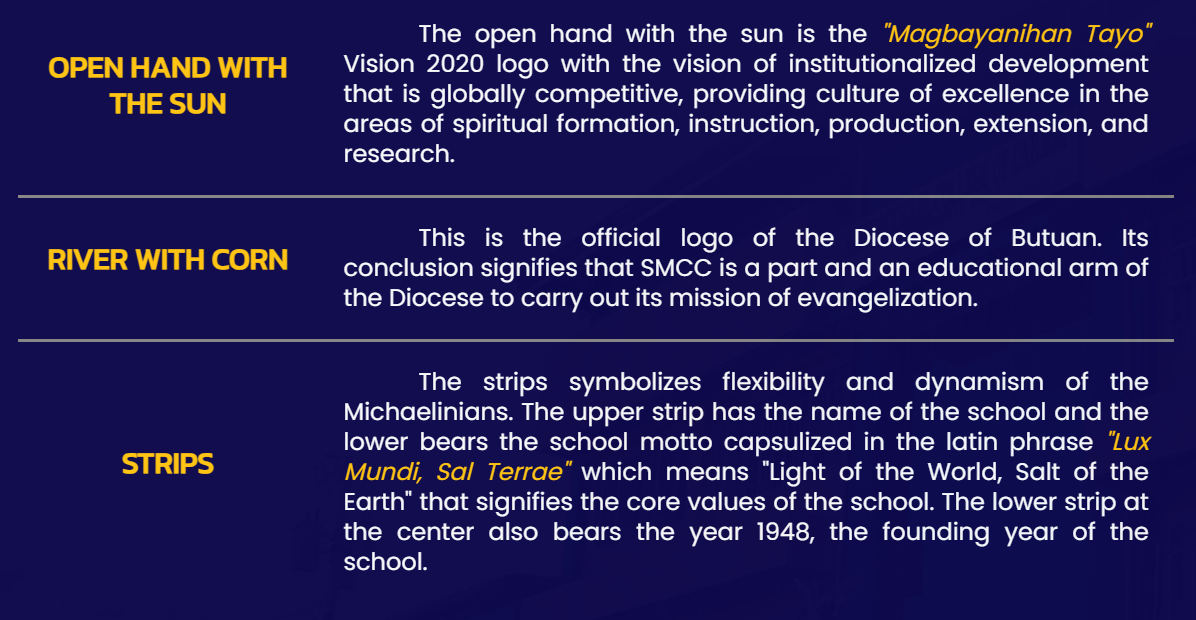 OPEN HAND WITH
THE SUN
The open hand with the sun is the "Magbayanihan Tayo"
Vision 2020 logo with the vision of institutionalized development
that is globally competitive, providing culture of excellence in the
areas of spiritual formation, instruction, production, extension, and
research.
RIVER WITH CORN
This is the official logo of the Diocese of Butuan. Its
conclusion signifies that SMCC is a part and an educational arm of
the Diocese to carry out its mission of evangelization.
STRIPS
The strips symbolizes flexibility and dynamism of the
Michaelinians. The upper strip has the name of the school and the
lower bears the school motto capsulized in the latin phrase "Lux
Mundi, Sal Terrae" which means "Light of the World, Salt of the
Earth" that signifies the core values of the school. The lower strip at
the center also bears the year 1948, the founding year of the
school.